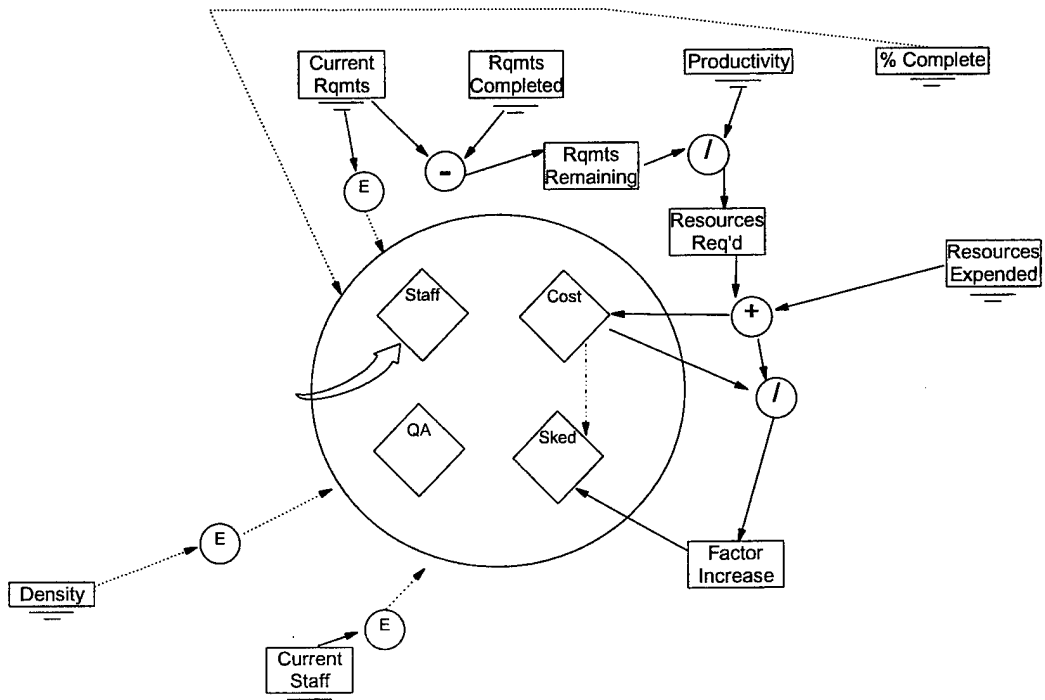 Current
Rqmts
Rqmts
Completed
Productivity
% Complete
-
/
Rqmts
Remaining
E
Resources
Req'd
Resources
Expended
Staff
Cost
+
/
QA
Sked
E
Factor
Increase
Density
E
Current
Staff